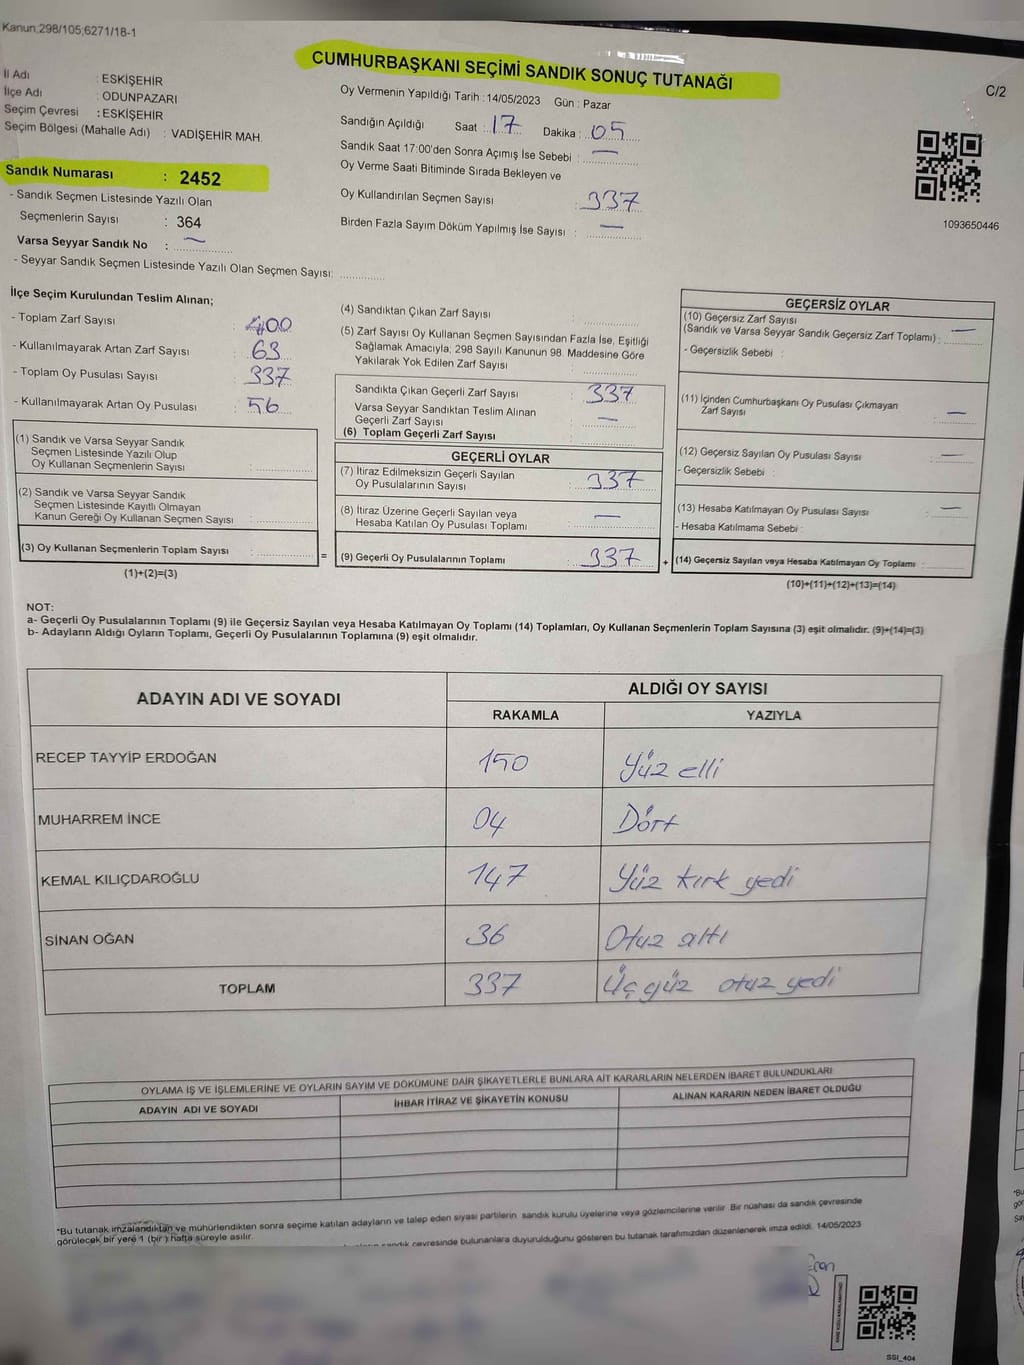 Kanun.298/105;6271/18-1
CUMHURBAŞKANI SEÇİMİ SANDIK SONUÇ TUTANAĞI
C/2
İl Adı : ESKİŞEHİR
İlçe Adı : ODUNPAZARI
Seçim Çevresi : ESKİŞEHİR
Seçim Bölgesi (Mahalle Adı) : VADİŞEHİR MAH.
Sandık Numarası : 2452
- Sandık Seçmen Listesinde Yazılı Olan
Seçmenlerin Sayısı : 364
Varsa Seyyar Sandık No : —
- Seyyar Sandık Seçmen Listesinde Yazılı Olan Seçmen Sayısı: ..............
Oy Vermenin Yapıldığı Tarih : 14/05/2023 Gün : Pazar
Sandığın Açıldığı Saat : 17 Dakika : 05
Sandık Saat 17:00'den Sonra Açımış İse Sebebi : —
Oy Verme Saati Bitiminde Sırada Bekleyen ve
Oy Kullandırılan Seçmen Sayısı : 337
Birden Fazla Sayım Döküm Yapılmış İse Sayısı : —
1093650446
İlçe Seçim Kurulundan Teslim Alınan;
- Toplam Zarf Sayısı : 400
- Kullanılmayarak Artan Zarf Sayısı : 63
- Toplam Oy Pusulası Sayısı : 337
- Kullanılmayarak Artan Oy Pusulası : 56
(1) Sandık ve Varsa Seyyar Sandık
Seçmen Listesinde Yazılı Olup
Oy Kullanan Seçmenlerin Sayısı :
(2) Sandık ve Varsa Seyyar Sandık
Seçmen Listesinde Kayıtlı Olmayan
Kanun Gereği Oy Kullanan Seçmen Sayısı :
(3) Oy Kullanan Seçmenlerin Toplam Sayısı :
=
(1)+(2)=(3)
(4) Sandıktan Çıkan Zarf Sayısı :
(5) Zarf Sayısı Oy Kullanan Seçmen Sayısından Fazla İse, Eşitliği
Sağlamak Amacıyla, 298 Sayılı Kanunun 98. Maddesine Göre
Yakılarak Yok Edilen Zarf Sayısı :
Sandıkta Çıkan Geçerli Zarf Sayısı : 337
Varsa Seyyar Sandıktan Teslim Alınan
Geçerli Zarf Sayısı : —
(6) Toplam Geçerli Zarf Sayısı :
GEÇERLİ OYLAR
(7) İtiraz Edilmeksizin Geçerli Sayılan
Oy Pusulalarının Sayısı : 337
(8) İtiraz Üzerine Geçerli Sayılan veya
Hesaba Katılan Oy Pusulası Toplamı : —
(9) Geçerli Oy Pusulalarının Toplamı : 337
+
GEÇERSİZ OYLAR
(10) Geçersiz Zarf Sayısı
(Sandık ve Varsa Seyyar Sandık Geçersiz Zarf Toplamı) : —
- Geçersizlik Sebebi :
(11) İçinden Cumhurbaşkanı Oy Pusulası Çıkmayan
Zarf Sayısı —
(12) Geçersiz Sayılan Oy Pusulası Sayısı : —
- Geçersizlik Sebebi :
(13) Hesaba Katılmayan Oy Pusulası Sayısı : —
- Hesaba Katılmama Sebebi :
(14) Geçersiz Sayılan veya Hesaba Katılmayan Oy Toplamı :
(10)+(11)+(12)+(13)=(14)
NOT:
a- Geçerli Oy Pusulalarının Toplamı (9) ile Geçersiz Sayılan veya Hesaba Katılmayan Oy Toplamı (14) Toplamları, Oy Kullanan Seçmenlerin Toplam Sayısına (3) eşit olmalıdır. (9)+(14)=(3)
b- Adayların Aldığı Oyların Toplamı, Geçerli Oy Pusulalarının Toplamına (9) eşit olmalıdır.
ADAYIN ADI VE SOYADI
ALDIĞI OY SAYISI
RAKAMLA YAZIYLA
RECEP TAYYİP ERDOĞAN 150 Yüz elli
MUHARREM İNCE 04 Dört
KEMAL KILIÇDAROĞLU 147 Yüz kırk yedi
SİNAN OĞAN 36 Otuz altı
TOPLAM 337 Üçyüz otuz yedi
OYLAMA İŞ VE İŞLEMLERİNE VE OYLARIN SAYIM VE DÖKÜMÜNE DAİR ŞİKAYETLERLE BUNLARA AİT KARARLARIN NELERDEN İBARET BULUNDUKLARI
ADAYIN ADI VE SOYADI İHBAR İTİRAZ VE ŞİKAYETİN KONUSU ALINAN KARARIN NEDEN İBARET OLDUĞU
*Bu tutanak imzalandıktan ve mühürlendikten sonra seçime katılan adayların ve talep eden siyasi partilerin sandık kurulu üyelerine veya gözlemcilerine verilir. Bir nüshası da sandık çevresinde
görülecek bir yere 1 (bir) hafta süreyle asılır.
sandık çevresinde bulunanlara duyurulduğunu gösteren bu tutanak tarafımızdan düzenlenerek imza edildi. 14/05/2023
SSI_404